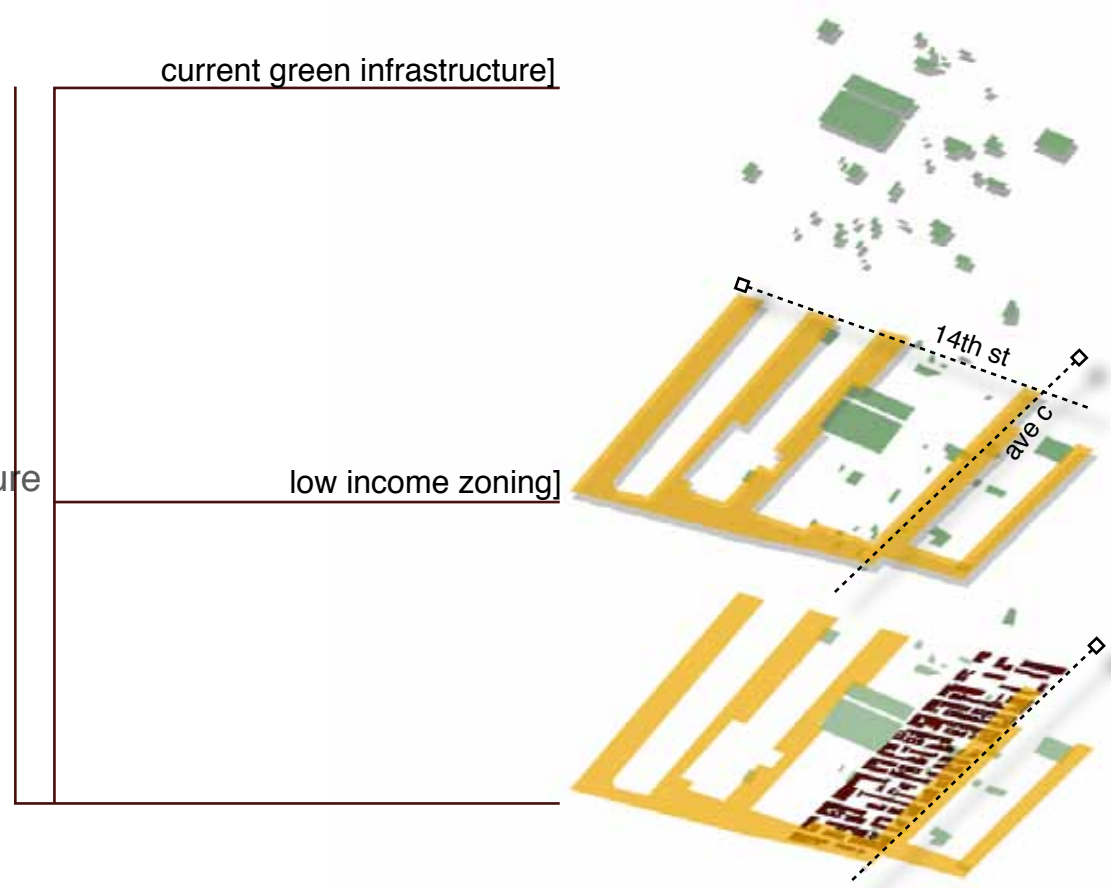 current green infrastructure]
14th st
ave c
ure
low income zoning]